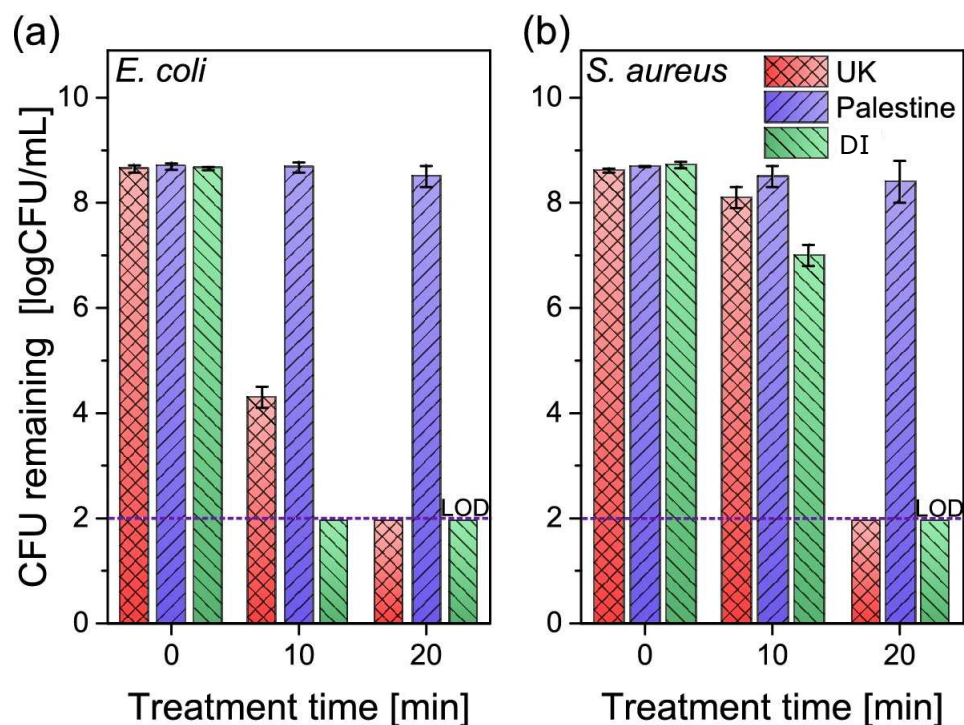 (a)
E. coli
CFU remaining [logCFU/mL]
10
8
6
4
2
0
LOD
0 10 20
Treatment time [min]
(b)
S. aureus
UK
Palestine
DI
10
8
6
4
2
0
LOD
0 10 20
Treatment time [min]